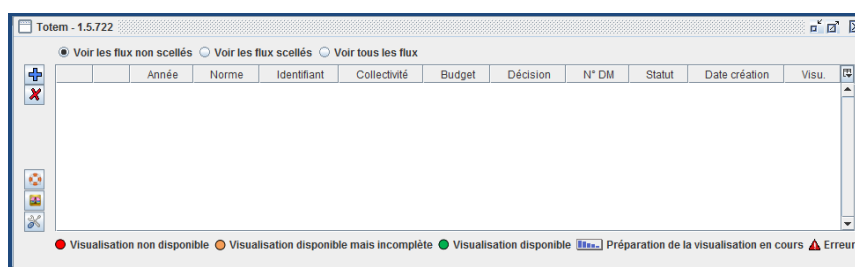 Totem - 1.5.722
Voir les flux non scellés Voir les flux scellés Voir tous les flux
Année Norme Identifiant Collectivité Budget Décision N° DM Statut Date création Visu.
Visualisation non disponible Visualisation disponible mais incomplète Visualisation disponible Préparation de la visualisation en cours Erreur